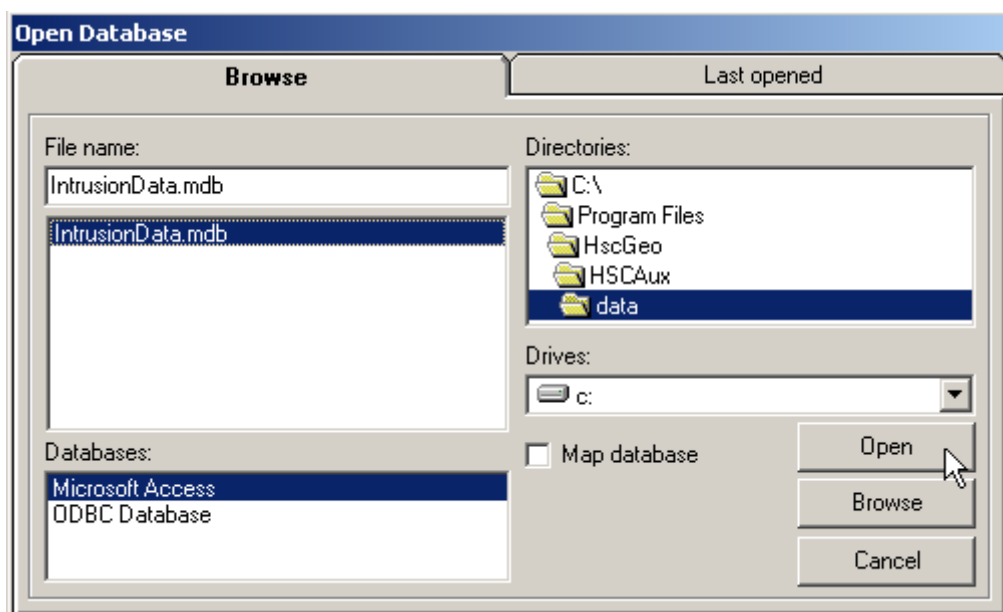 Open Database
Browse
Last opened
File name:
IntrusionData.mdb
IntrusionData.mdb
Databases:
Microsoft Access
ODBC Database
Directories:
C:\
Program Files
HscGeo
HSCAux
data
Drives:
c:
Map database
Open
Browse
Cancel